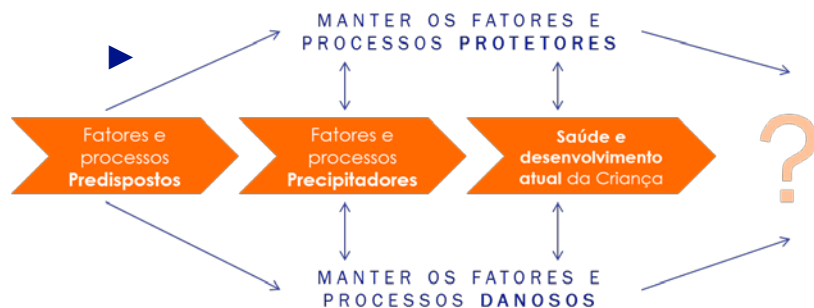 MANTER OS FATORES E
PROCESSOS PROTETORES
Fatores e
processos
Predispostos
Fatores e
processos
Precipitadores
Saúde e
desenvolvimento
atual da Criança
?
MANTER OS FATORES E
PROCESSOS DANOSOS